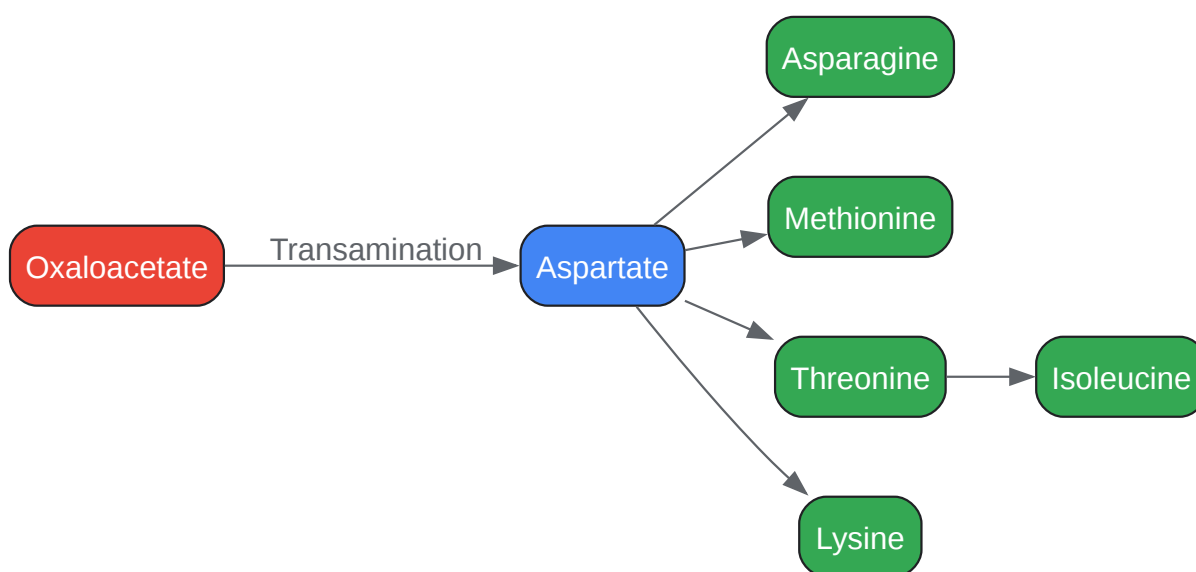 Asparagine
Methionine
Transamination
Oxaloacetate
Aspartate
Threonine
Isoleucine
Lysine